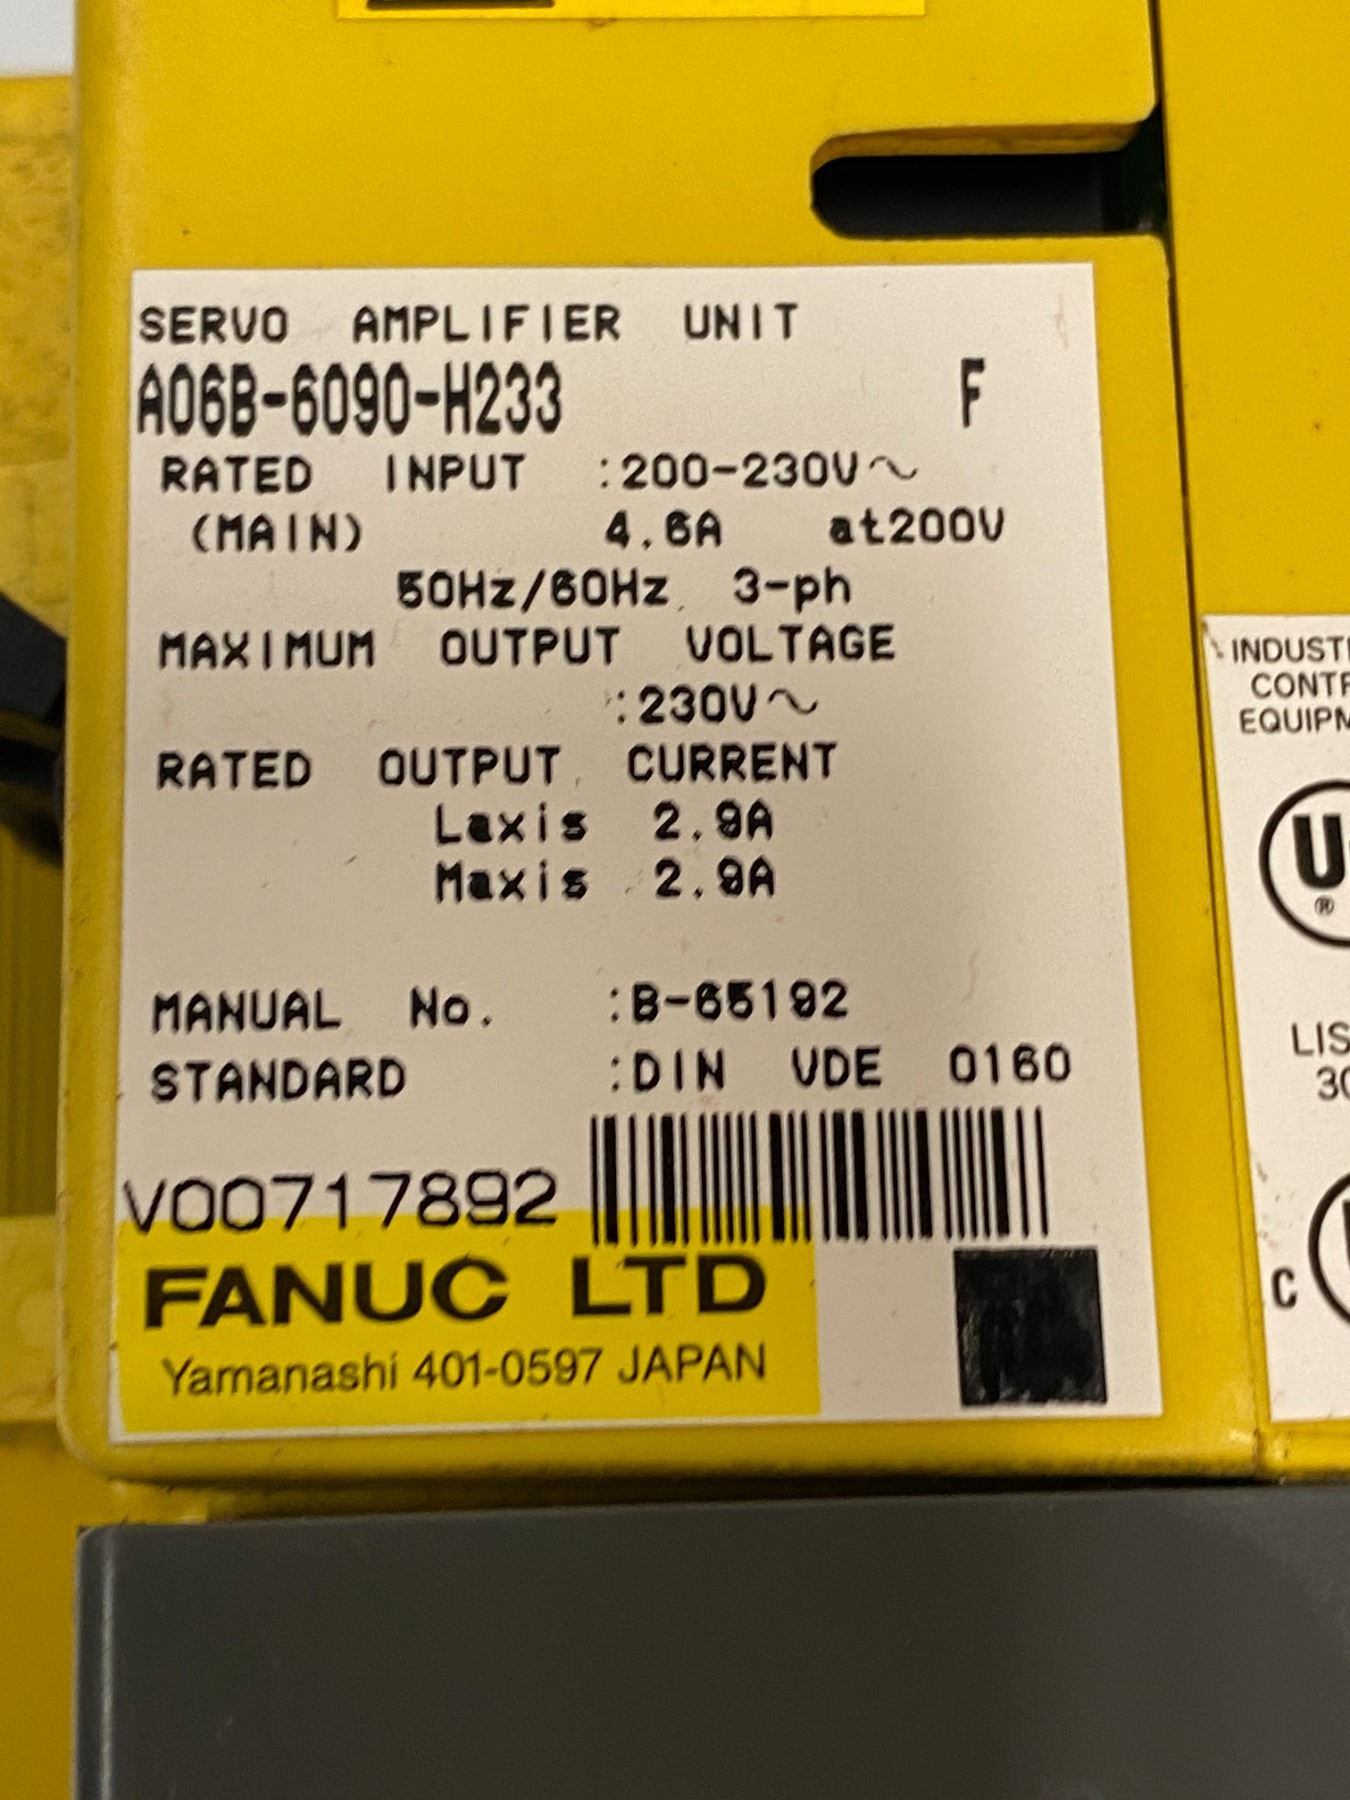 SERVO AMPLIFIER UNIT
A06B-6090-H233 F
RATED INPUT :200-230V~
(MAIN) 4.6A at200V
50Hz/60Hz 3-ph
MAXIMUM OUTPUT VOLTAGE
:230V~
RATED OUTPUT CURRENT
Laxis 2.9A
Maxis 2.9A
MANUAL No. :B-65192
STANDARD :DIN VDE 0160
V00717892
FANUC LTD
Yamanashi 401-0597 JAPAN
INDUST
CONTR
EQUIPM
U
®
LIS
30
C